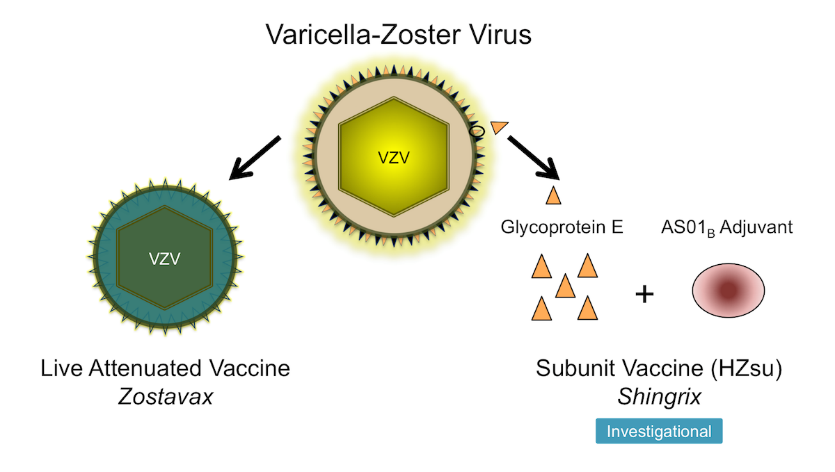 Varicella-Zoster Virus
VZV
VZV
Glycoprotein E
AS01B Adjuvant
+
Live Attenuated Vaccine
Zostavax
Subunit Vaccine (HZsu)
Shingrix
Investigational